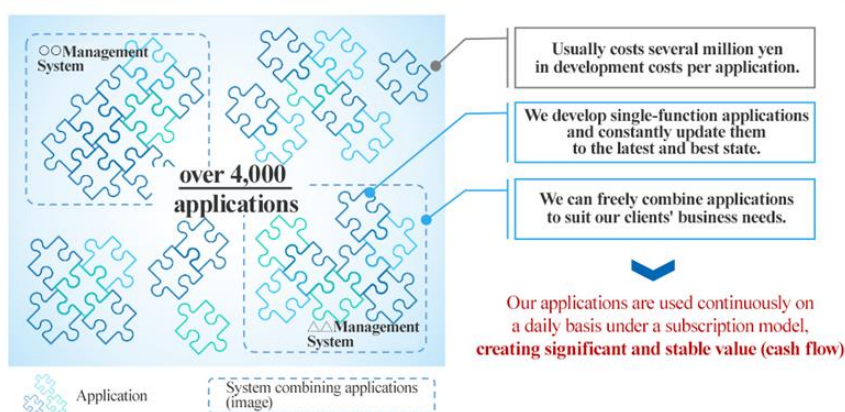 ○○Management
System
over 4,000
applications
△△Management
System
Application
System combining applications
(image)
Usually costs several million yen
in development costs per application.
We develop single-function applications
and constantly update them
to the latest and best state.
We can freely combine applications
to suit our clients' business needs.
Our applications are used continuously on
a daily basis under a subscription model,
creating significant and stable value (cash flow)